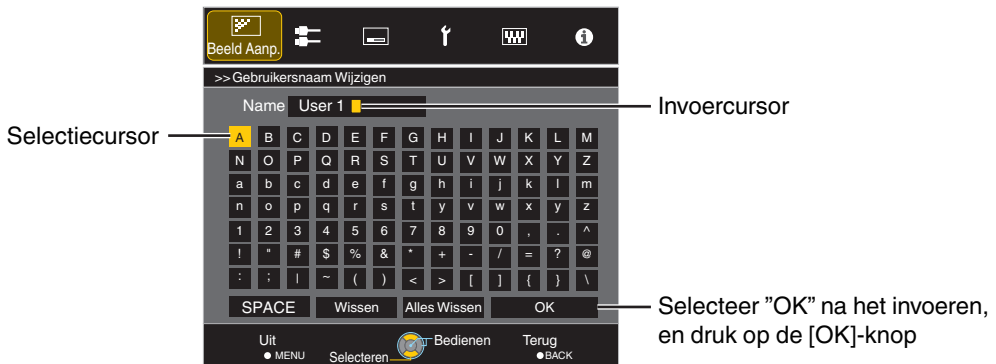 Beeld Aanp.
>>Gebruikersnaam Wijzigen
Name User 1
Invoercursor
Selectiecursor
A B C D E F G H I J K L M
N O P Q R S T U V W X Y Z
a b c d e f g h i j k l m
n o p q r s t y v w x y z
1 2 3 4 5 6 7 8 9 0 , . ^
! " # $ % & * + - / = ? @
: ; | ~ ( ) < > [ ] { } \
SPACE Wissen Alles Wissen OK
Selecteer ”OK” na het invoeren,
en druk op de [OK]-knop
Uit Bedienen Terug
MENU Selecteren BACK